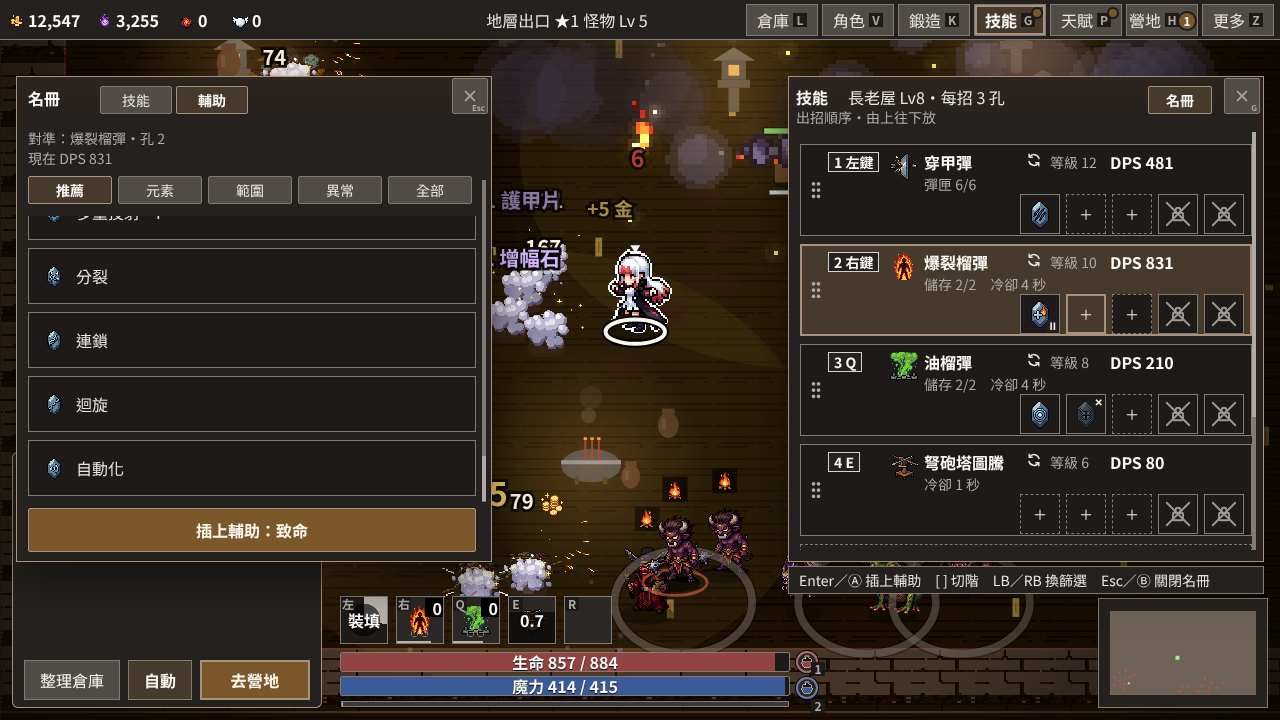 12,547 3,255 0 0
地層出口 ★1 怪物 Lv 5
倉庫 L 角色 V 鍛造 K 技能 G 天賦 P 營地 H 1 更多 Z
74
名冊 技能 輔助
Esc
對準：爆裂榴彈・孔 2
現在 DPS 831
推薦 元素 範圍 異常 全部
分裂
連鎖
迴旋
自動化
插上輔助：致命
整理倉庫 自動 去營地
6
護甲片
+5 金
167
增幅石
5
79
技能 長老屋 Lv8・每招 3 孔
名冊
G
出招順序・由上往下放
1 左鍵 穿甲彈 等級 12 DPS 481
彈匣 6/6
+ +
2 右鍵 爆裂榴彈 等級 10 DPS 831
儲存 2/2 冷卻 4 秒
+ +
3 Q 油榴彈 等級 8 DPS 210
儲存 2/2 冷卻 4 秒
+
4 E 弩砲塔圖騰 等級 6 DPS 80
冷卻 1 秒
+ + +
Enter／Ⓐ 插上輔助 [ ] 切階 LB／RB 換篩選 Esc／Ⓑ 關閉名冊
左 右 Q E R
裝填 0 0 0.7
生命 857 / 884
1
魔力 414 / 415
2